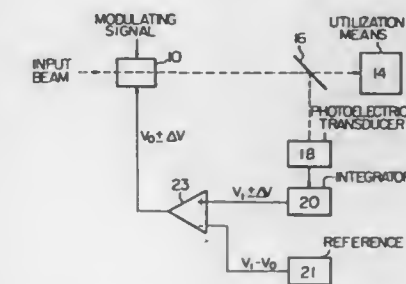 MODULATING
SIGNAL
10
INPUT
BEAM
16
UTILIZATION
MEANS
14
PHOTOELECTRIC
TRANSDUCER
18
V₀ ± ΔV
INTEGRATOR
20
23
V₁ ± ΔV
+
-
REFERENCE
V₁-V₀
21